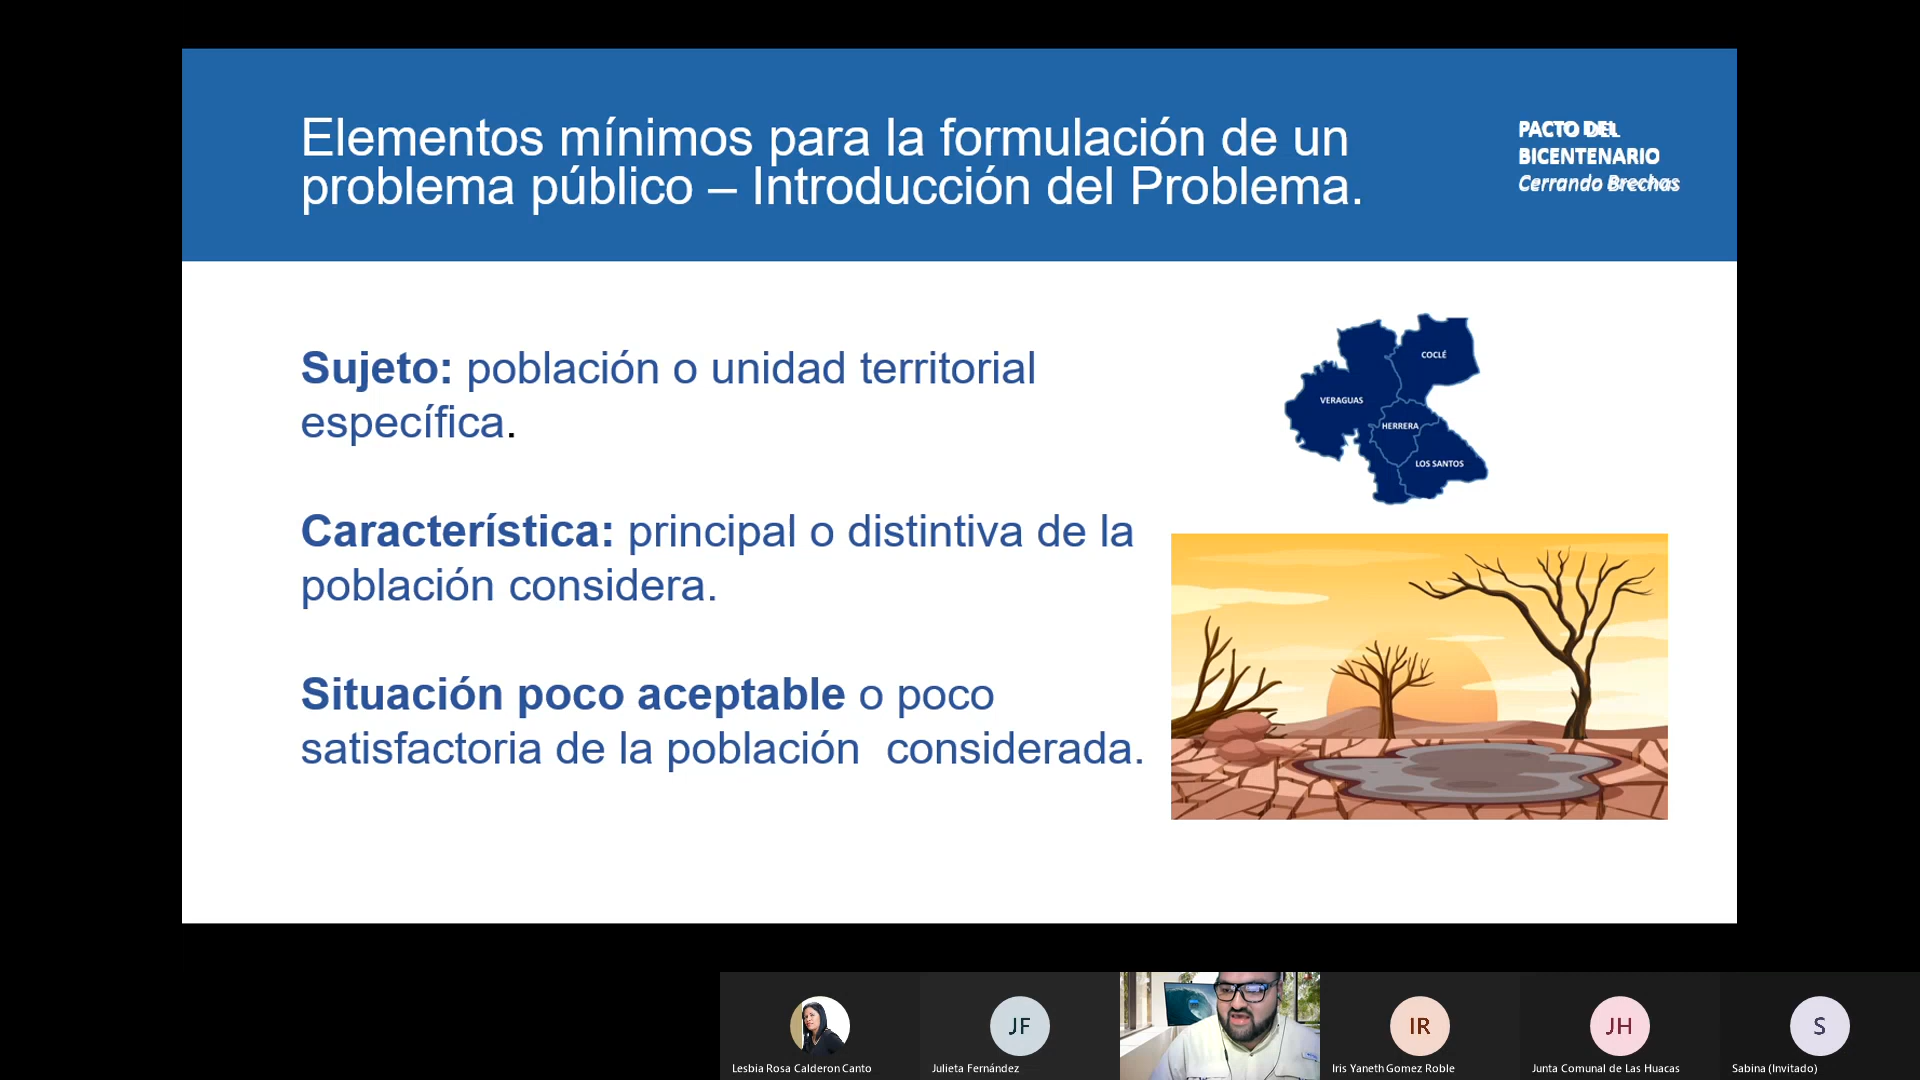 Elementos mínimos para la formulación de un
problema público – Introducción del Problema.
PACTO DEL
BICENTENARIO
Cerrando Brechas
Sujeto: población o unidad territorial
específica.
Característica: principal o distintiva de la
población considera.
Situación poco aceptable o poco
satisfactoria de la población considerada.
COCLÉ
VERAGUAS
HERRERA
LOS SANTOS
JF
IR
JH
S
Lesbia Rosa Calderon Canto
Julieta Fernández
Iris Yaneth Gomez Roble
Junta Comunal de Las Huacas
Sabina (Invitado)